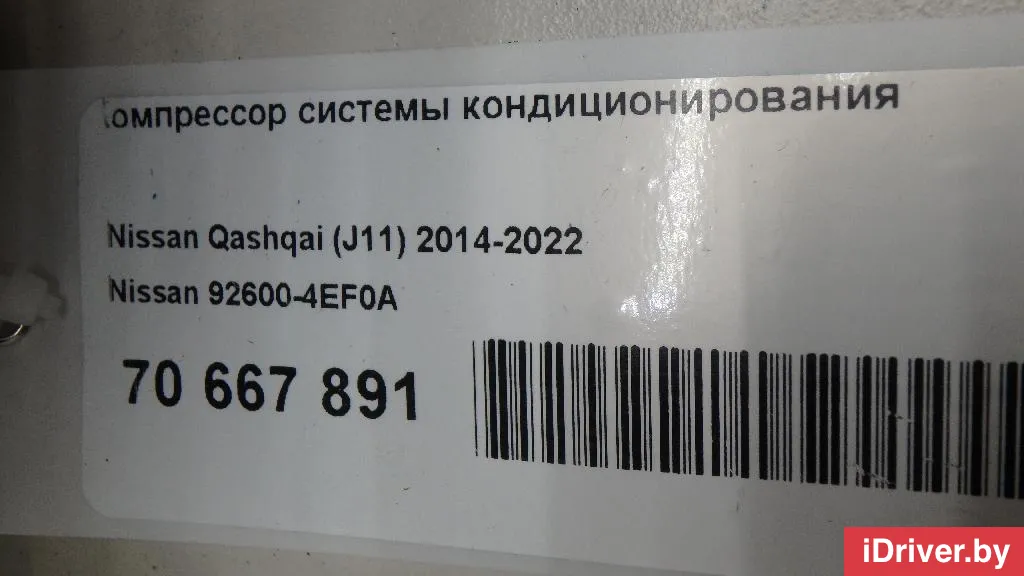 Компрессор системы кондиционирования
Nissan Qashqai (J11) 2014-2022
Nissan 92600-4EF0A
70 667 891
iDriver.by